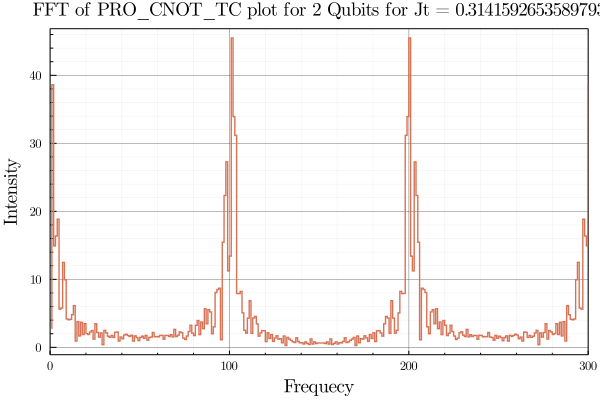 FFT of PRO_CNOT_TC plot for 2 Qubits for Jt = 0.314159265358979
Intensity
40
30
20
10
0
0 100 200 300
Frequecy